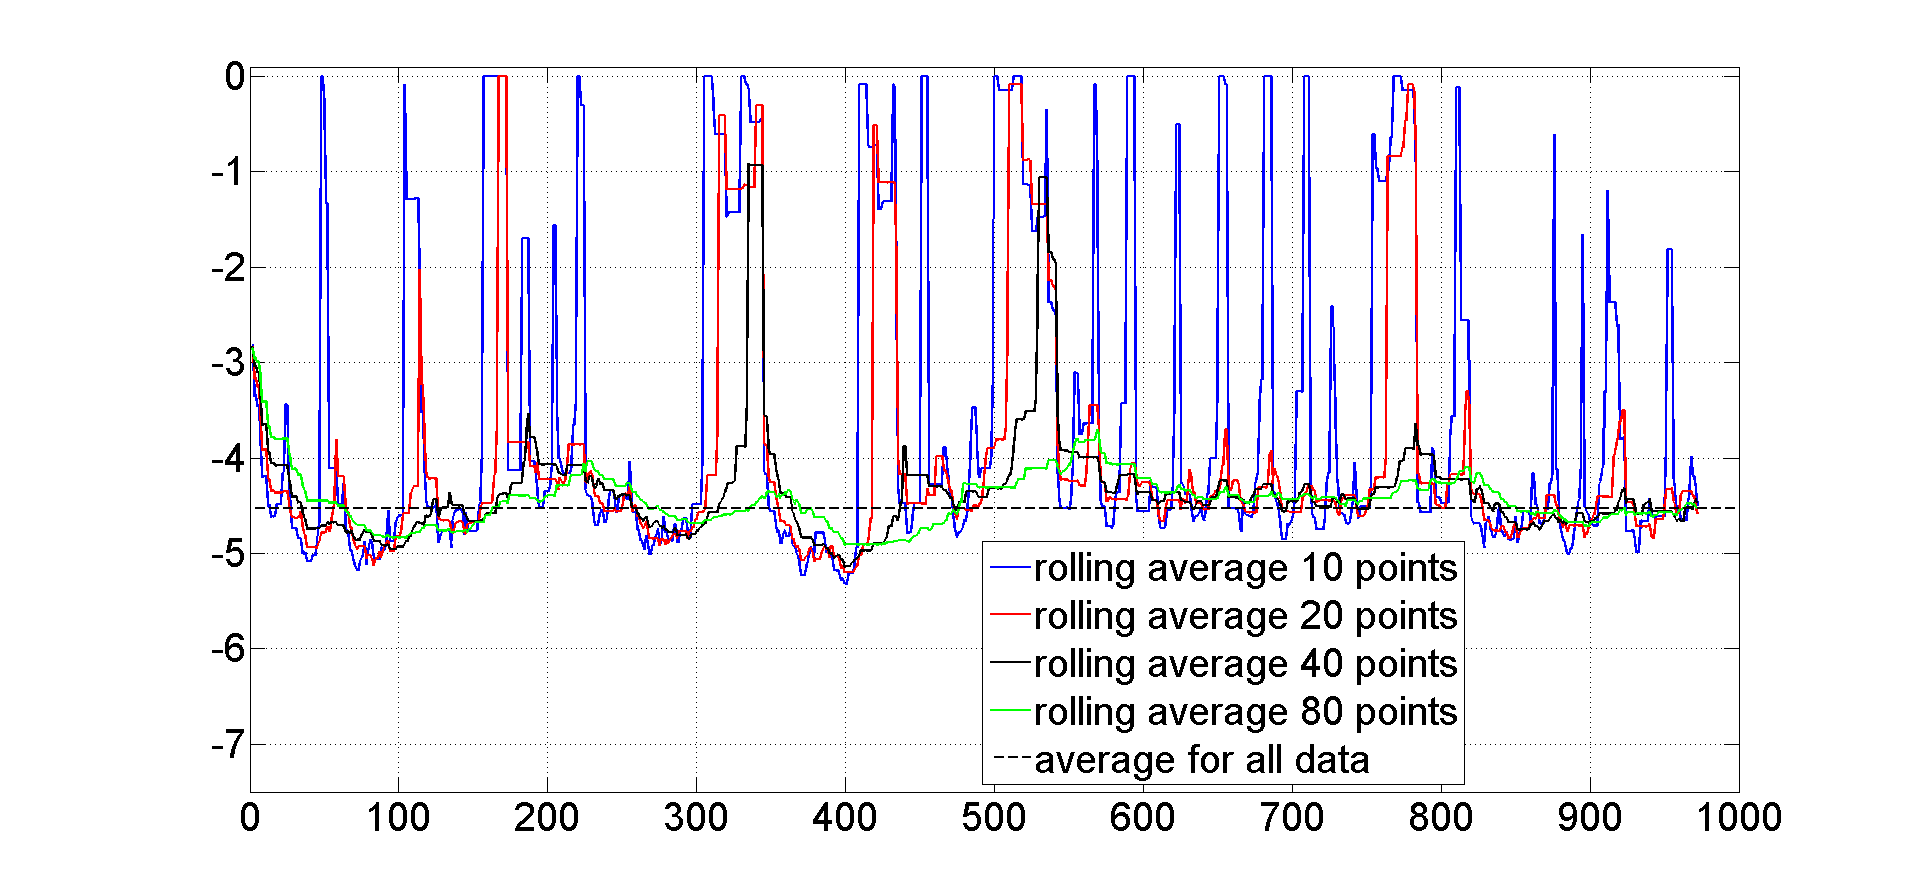 0
-1
-2
-3
-4
-5
-6
-7
rolling average 10 points
rolling average 20 points
rolling average 40 points
rolling average 80 points
average for all data
0 100 200 300 400 500 600 700 800 900 1000